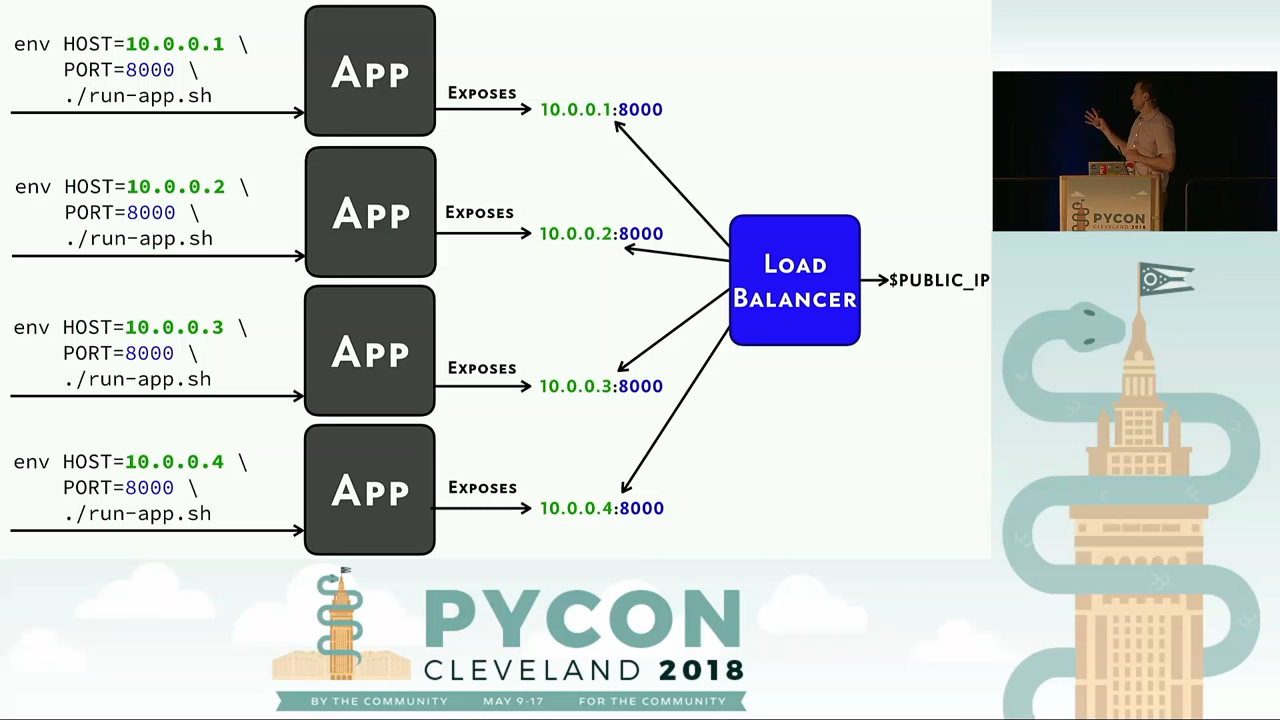 env HOST=10.0.0.1 \
PORT=8000 \
./run-app.sh
APP
EXPOSES
10.0.0.1:8000
env HOST=10.0.0.2 \
PORT=8000 \
./run-app.sh
APP
EXPOSES
10.0.0.2:8000
env HOST=10.0.0.3 \
PORT=8000 \
./run-app.sh
APP
EXPOSES
10.0.0.3:8000
env HOST=10.0.0.4 \
PORT=8000 \
./run-app.sh
APP
EXPOSES
10.0.0.4:8000
LOAD
BALANCER
$PUBLIC_IP
PYCON
CLEVELAND 2018
PYCON
CLEVELAND 2018
BY THE COMMUNITY MAY 9-17 FOR THE COMMUNITY